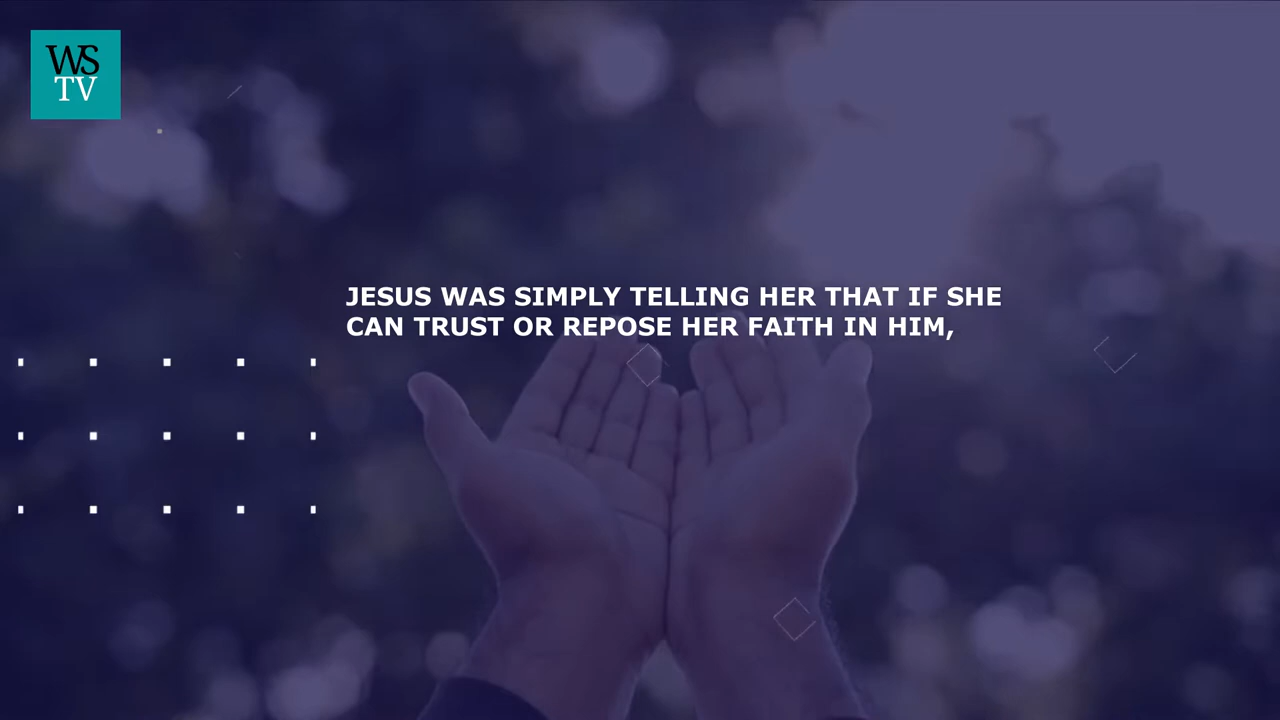 WS
TV
JESUS WAS SIMPLY TELLING HER THAT IF SHE
CAN TRUST OR REPOSE HER FAITH IN HIM,